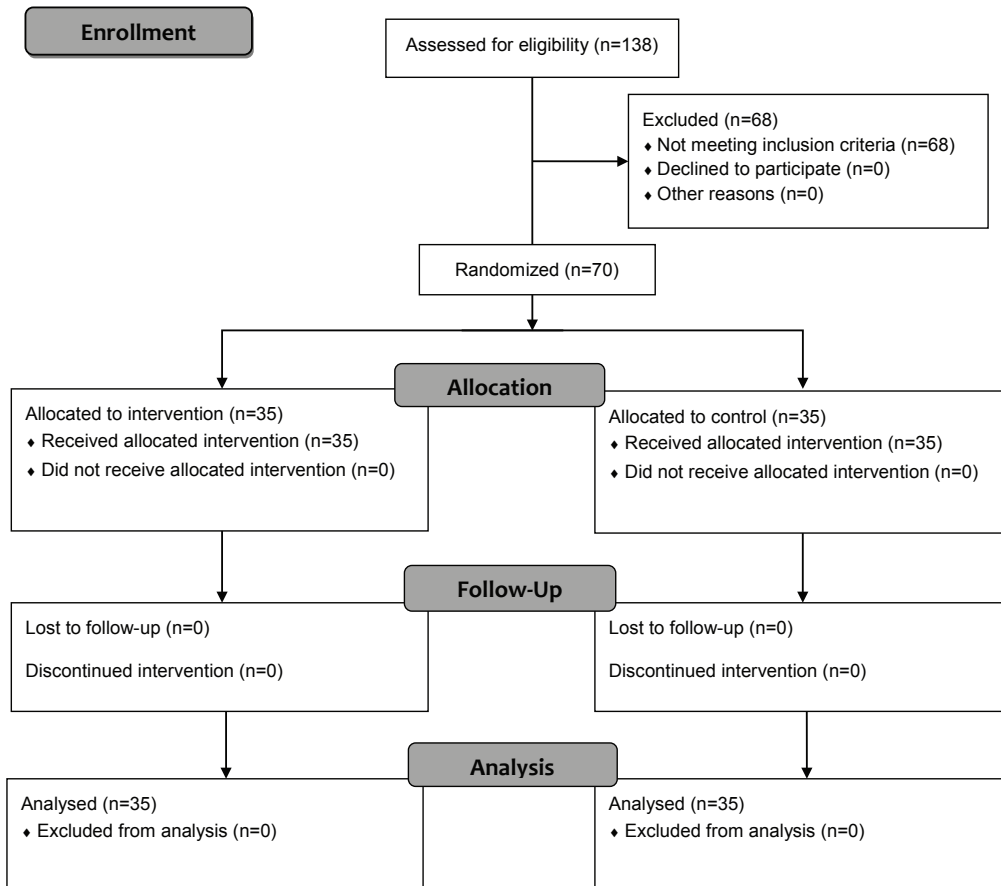 Enrollment
Assessed for eligibility (n=138)
Excluded (n=68)
♦ Not meeting inclusion criteria (n=68)
♦ Declined to participate (n=0)
♦ Other reasons (n=0)
Randomized (n=70)
Allocation
Allocated to intervention (n=35)
♦ Received allocated intervention (n=35)
♦ Did not receive allocated intervention (n=0)
Allocated to control (n=35)
♦ Received allocated intervention (n=35)
♦ Did not receive allocated intervention (n=0)
Follow-Up
Lost to follow-up (n=0)
Discontinued intervention (n=0)
Lost to follow-up (n=0)
Discontinued intervention (n=0)
Analysis
Analysed (n=35)
♦ Excluded from analysis (n=0)
Analysed (n=35)
♦ Excluded from analysis (n=0)